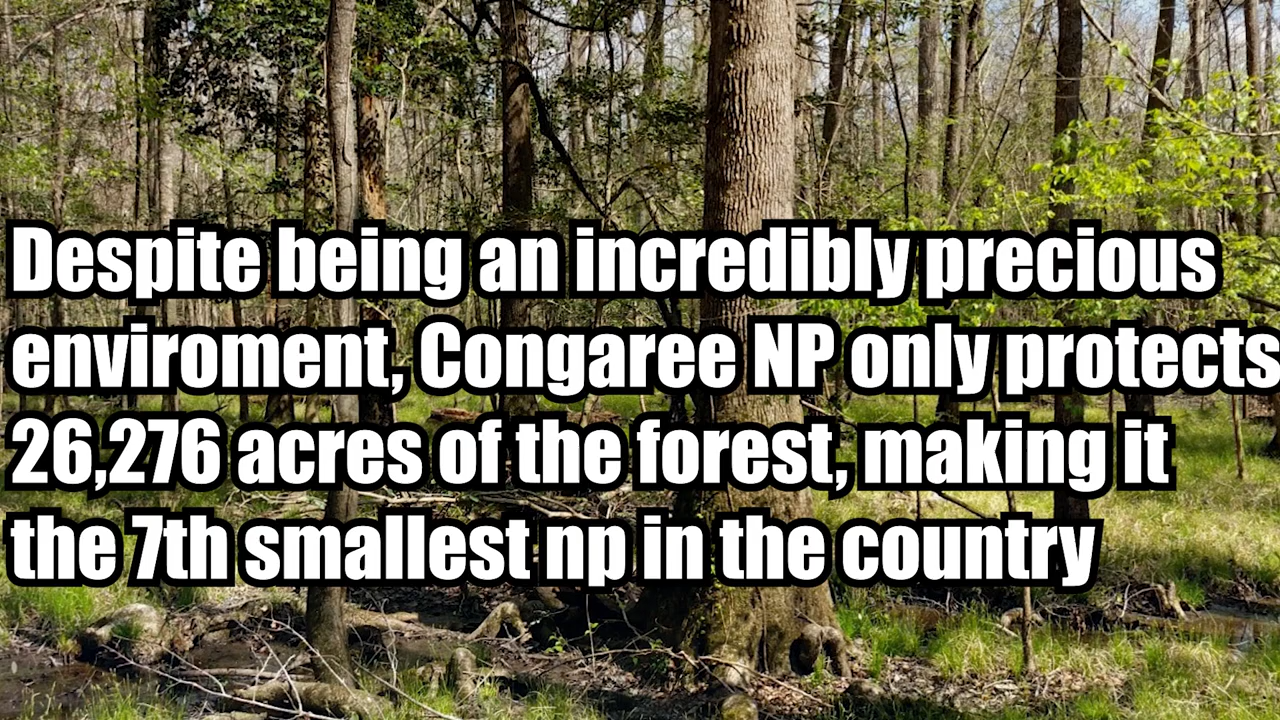 Despite being an incredibly precious
enviroment, Congaree NP only protects
26,276 acres of the forest, making it
the 7th smallest np in the country